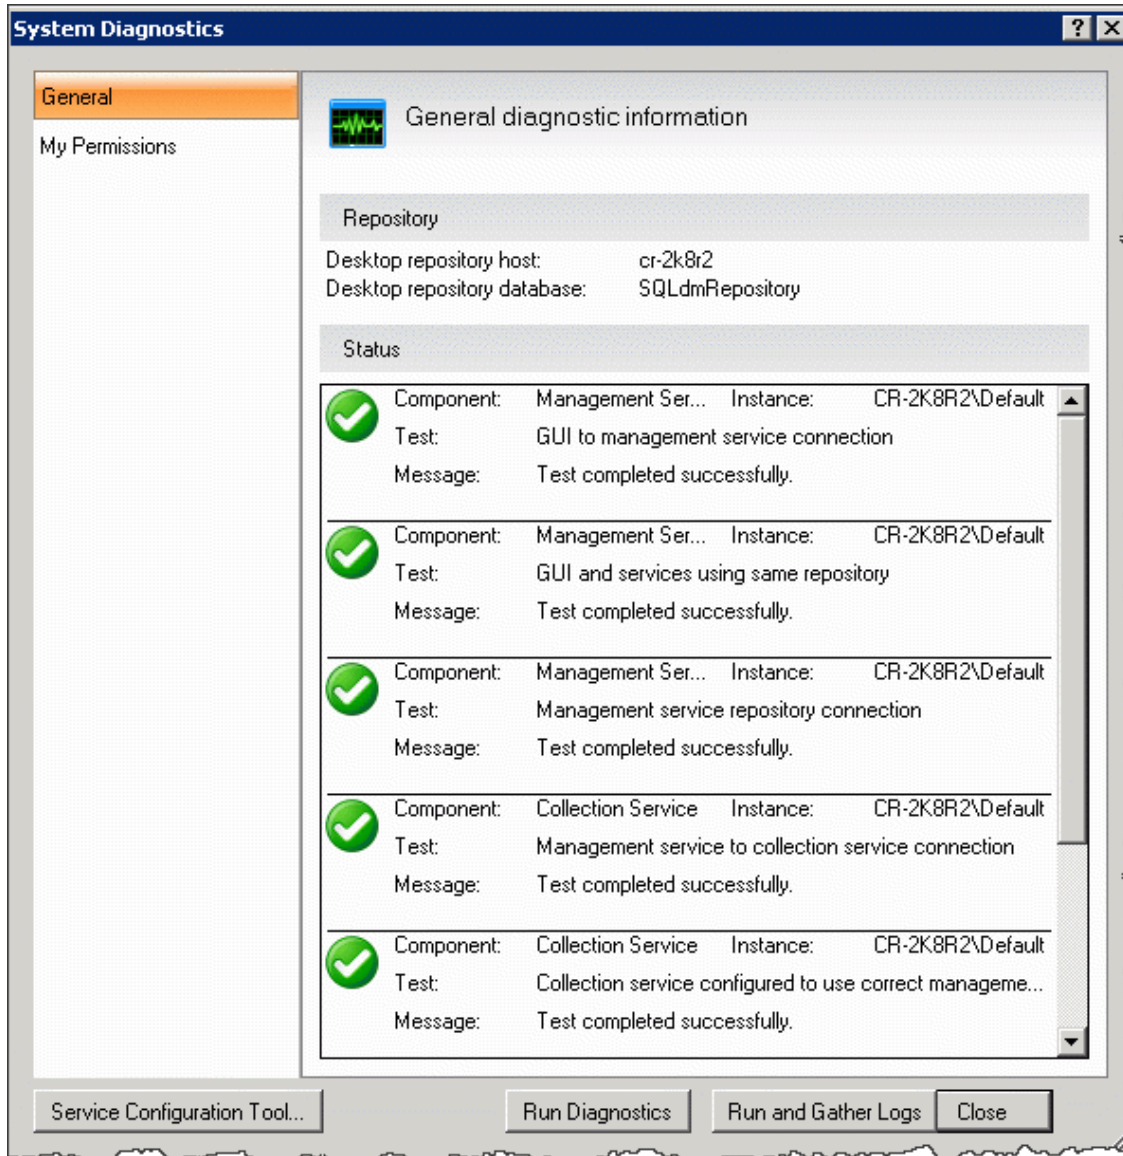 System Diagnostics
General
My Permissions
General diagnostic information
Repository
Desktop repository host: cr-2k8r2
Desktop repository database: SQLdmRepository
Status
Component: Management Ser... Instance: CR-2K8R2\Default
Test: GUI to management service connection
Message: Test completed successfully.
Component: Management Ser... Instance: CR-2K8R2\Default
Test: GUI and services using same repository
Message: Test completed successfully.
Component: Management Ser... Instance: CR-2K8R2\Default
Test: Management service repository connection
Message: Test completed successfully.
Component: Collection Service Instance: CR-2K8R2\Default
Test: Management service to collection service connection
Message: Test completed successfully.
Component: Collection Service Instance: CR-2K8R2\Default
Test: Collection service configured to use correct manageme...
Message: Test completed successfully.
Service Configuration Tool... Run Diagnostics Run and Gather Logs Close